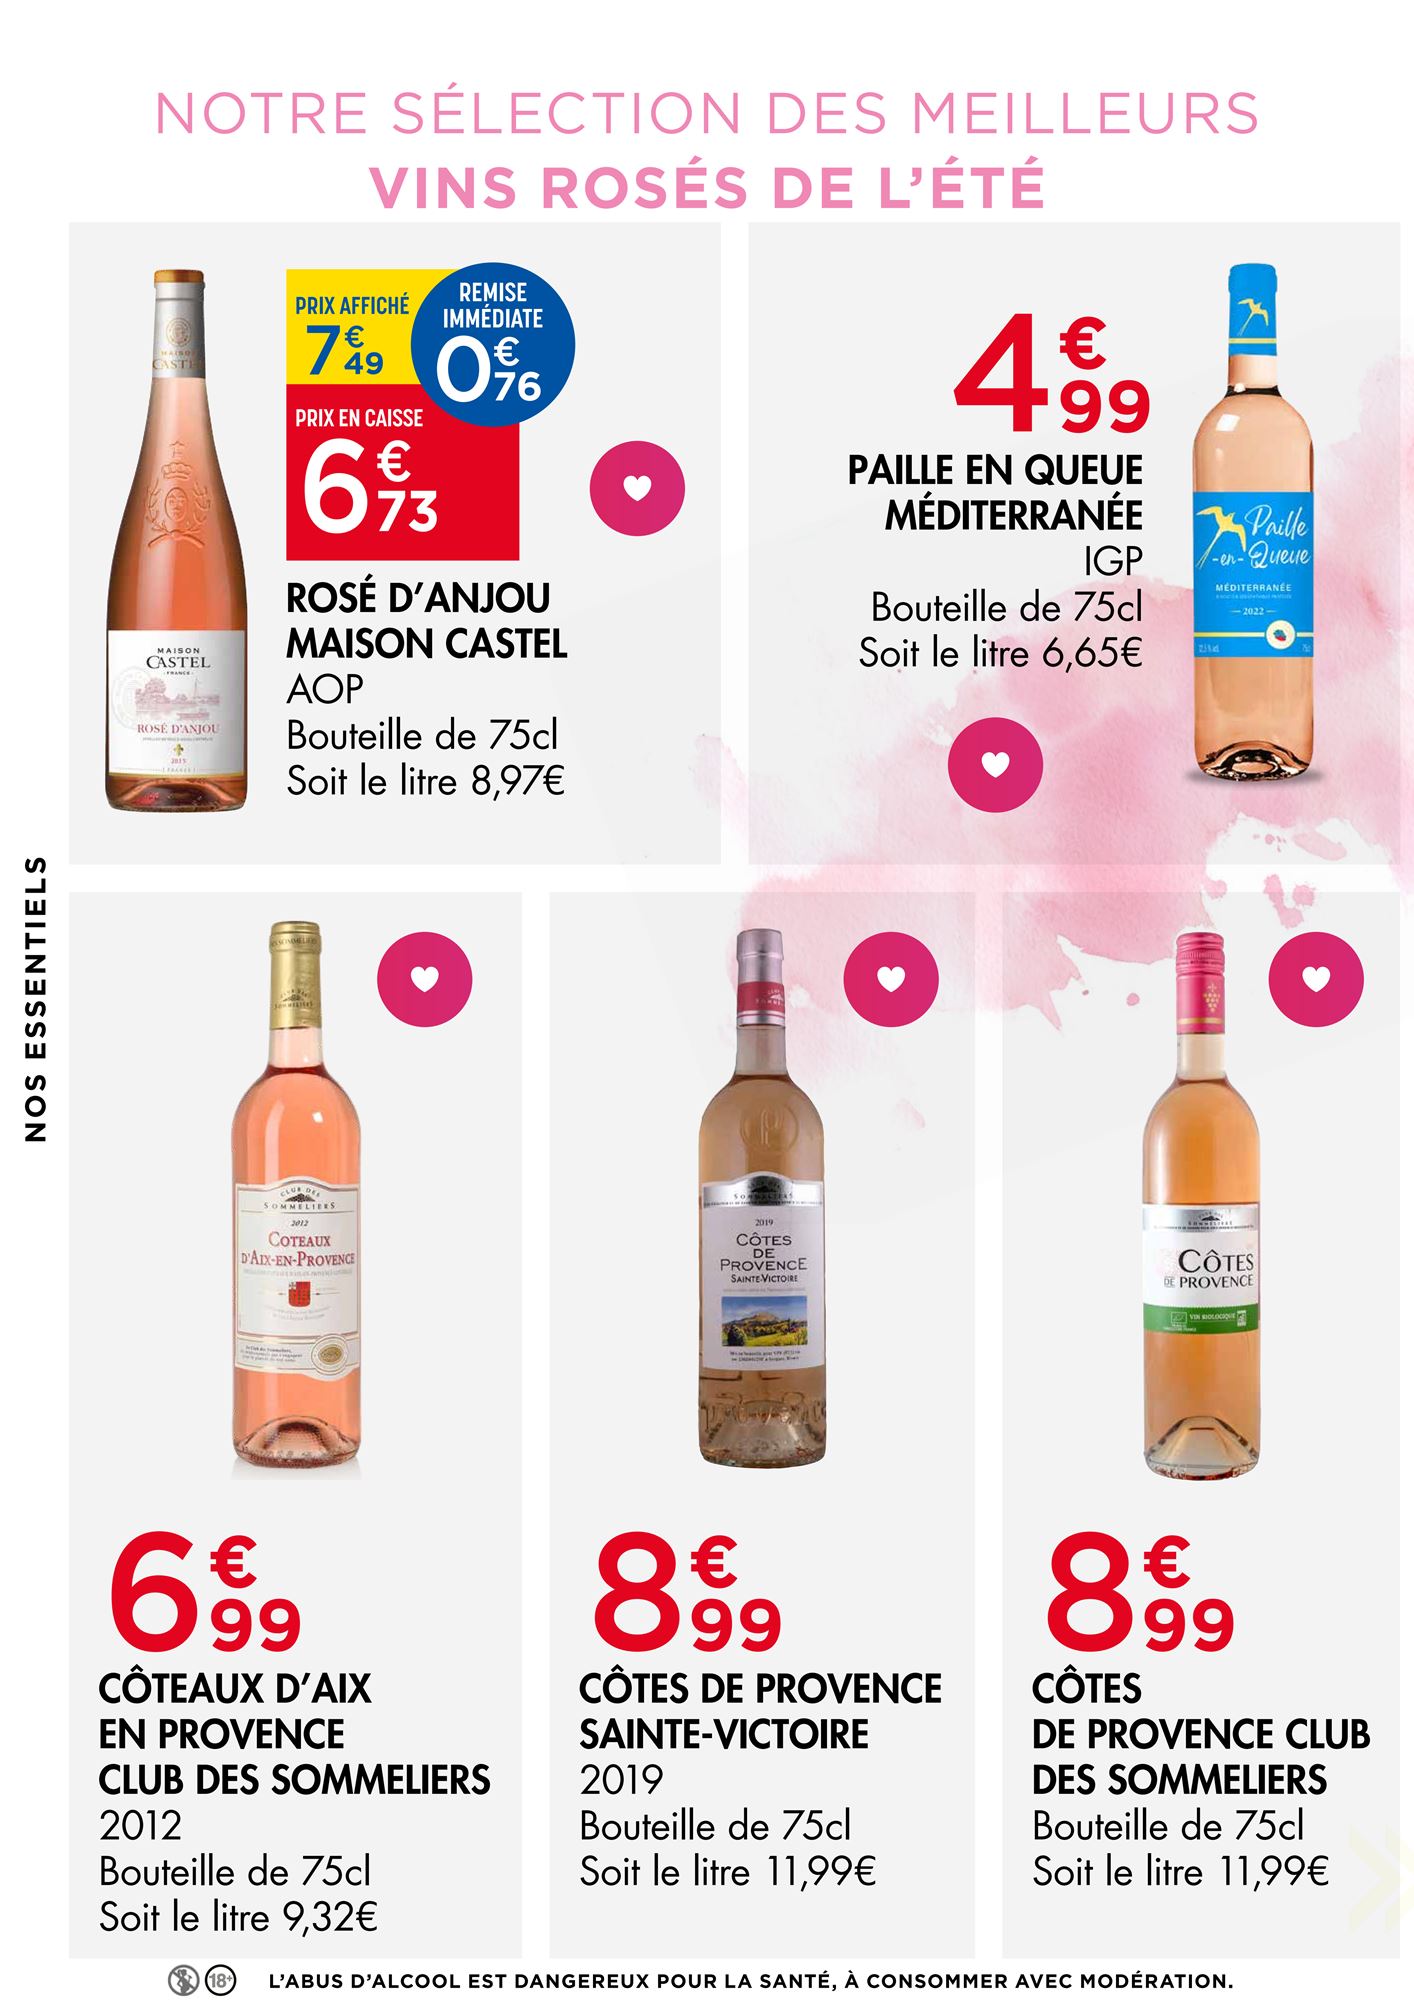 NOTRE SÉLECTION DES MEILLEURS
VINS ROSÉS DE L'ÉTÉ
PRIX AFFICHÉ
7€49
REMISE
IMMÉDIATE
0€76
PRIX EN CAISSE
6€73
ROSÉ D'ANJOU
MAISON CASTEL
AOP
Bouteille de 75cl
Soit le litre 8,97€
MAISON
CASTEL
FRANCE
ROSÉ D'ANJOU
4€99
PAILLE EN QUEUE
MÉDITERRANÉE
IGP
Bouteille de 75cl
Soit le litre 6,65€
Paille
-en-Queue
MÉDITERRANÉE
2022
NOS ESSENTIELS
CLUB DES
SOMMELIERS
2012
COTEAUX
D'AIX-EN-PROVENCE
6€99
CÔTEAUX D'AIX
EN PROVENCE
CLUB DES SOMMELIERS
2012
Bouteille de 75cl
Soit le litre 9,32€
SOMMELIERS
2019
CÔTES
DE
PROVENCE
SAINTE-VICTOIRE
8€99
CÔTES DE PROVENCE
SAINTE-VICTOIRE
2019
Bouteille de 75cl
Soit le litre 11,99€
CÔTES
DE PROVENCE
VIN BIOLOGIQUE
8€99
CÔTES
DE PROVENCE CLUB
DES SOMMELIERS
Bouteille de 75cl
Soit le litre 11,99€
18+
L'ABUS D'ALCOOL EST DANGEREUX POUR LA SANTÉ, À CONSOMMER AVEC MODÉRATION.